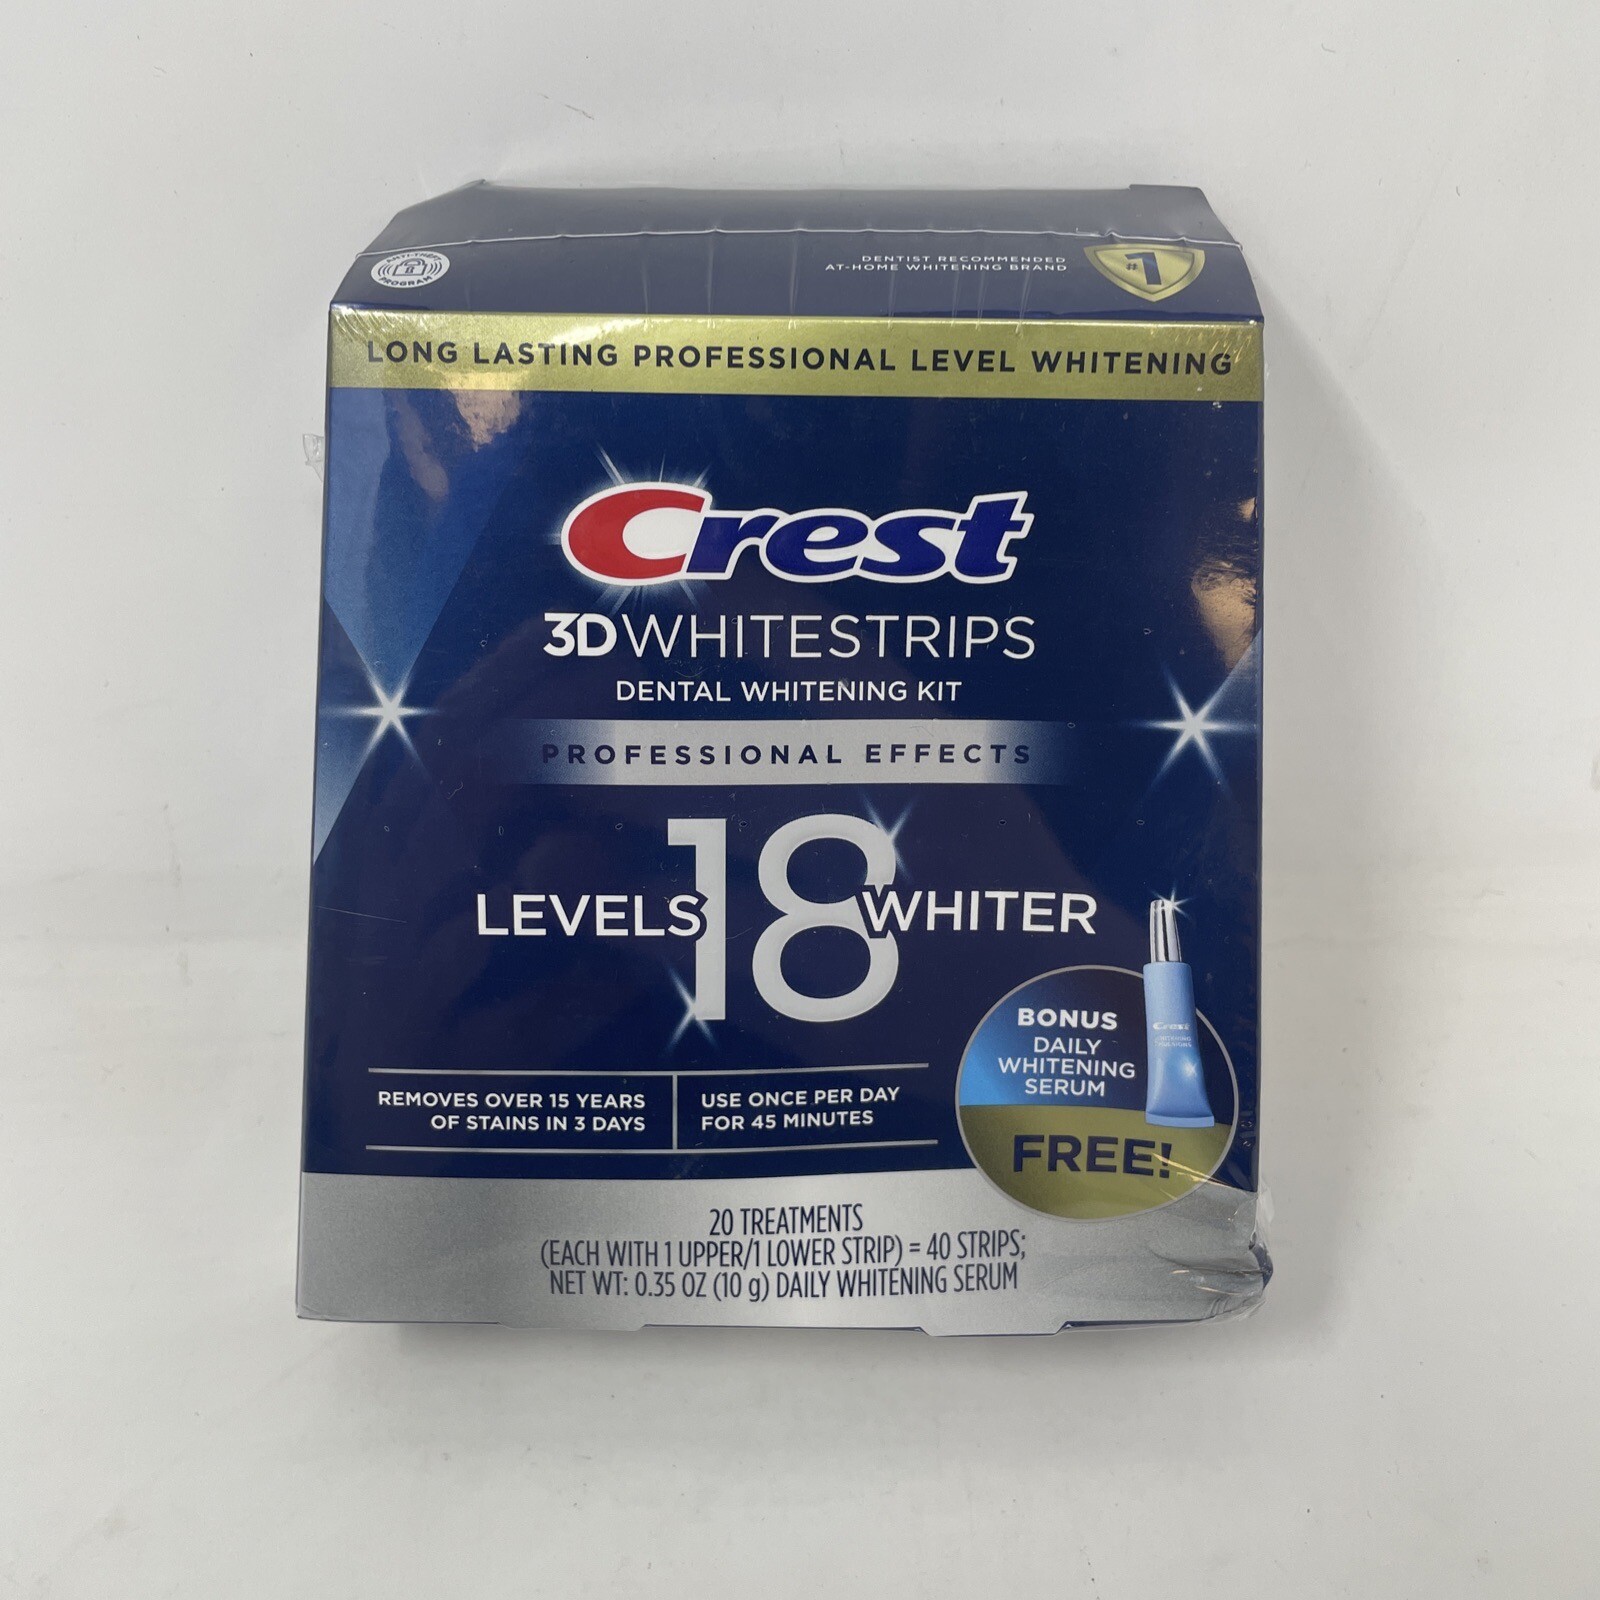 ANTI-THEFT
PROGRAM
DENTIST RECOMMENDED
AT-HOME WHITENING BRAND
#1
LONG LASTING PROFESSIONAL LEVEL WHITENING
Crest
3DWHITESTRIPS
DENTAL WHITENING KIT
PROFESSIONAL EFFECTS
LEVELS 18 WHITER
REMOVES OVER 15 YEARS
OF STAINS IN 3 DAYS
USE ONCE PER DAY
FOR 45 MINUTES
BONUS
DAILY
WHITENING
SERUM
FREE!
Crest
20 TREATMENTS
(EACH WITH 1 UPPER/1 LOWER STRIP) = 40 STRIPS;
NET WT: 0.35 OZ (10 g) DAILY WHITENING SERUM